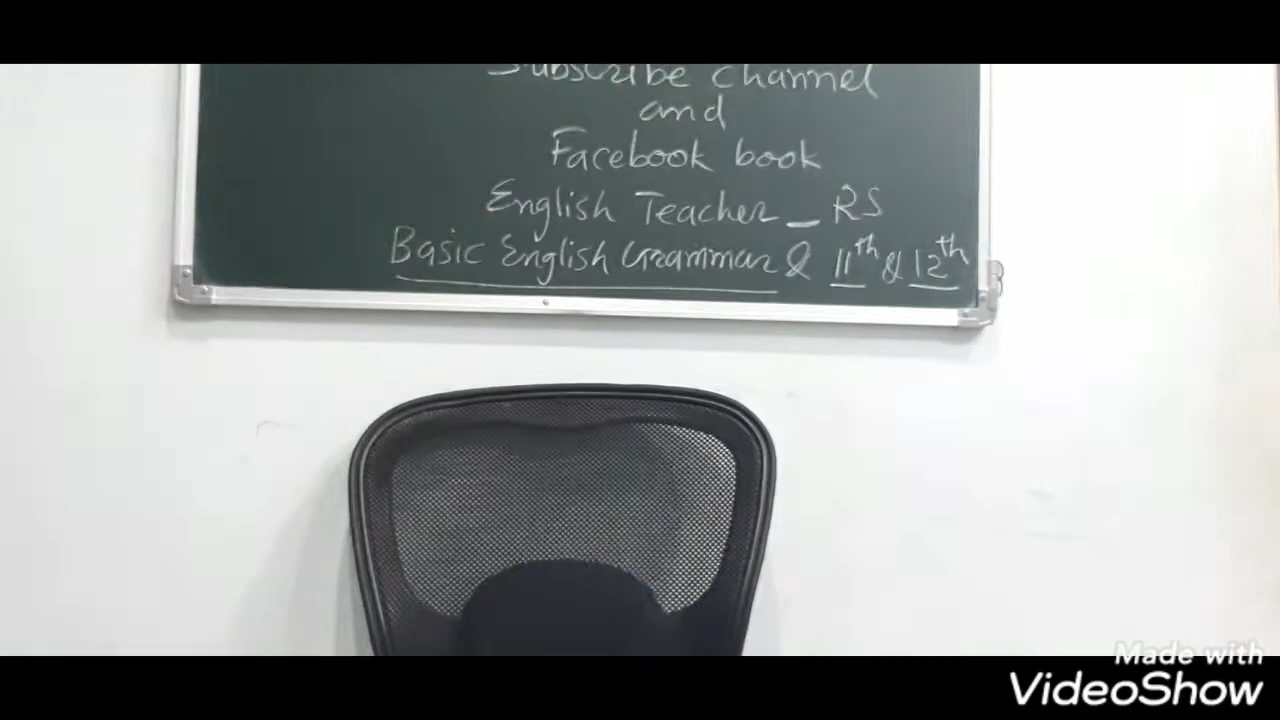 Subscribe channel
and
Facebook book
English Teacher _ RS
Basic English Grammar & 11th & 12th
Made with
VideoShow